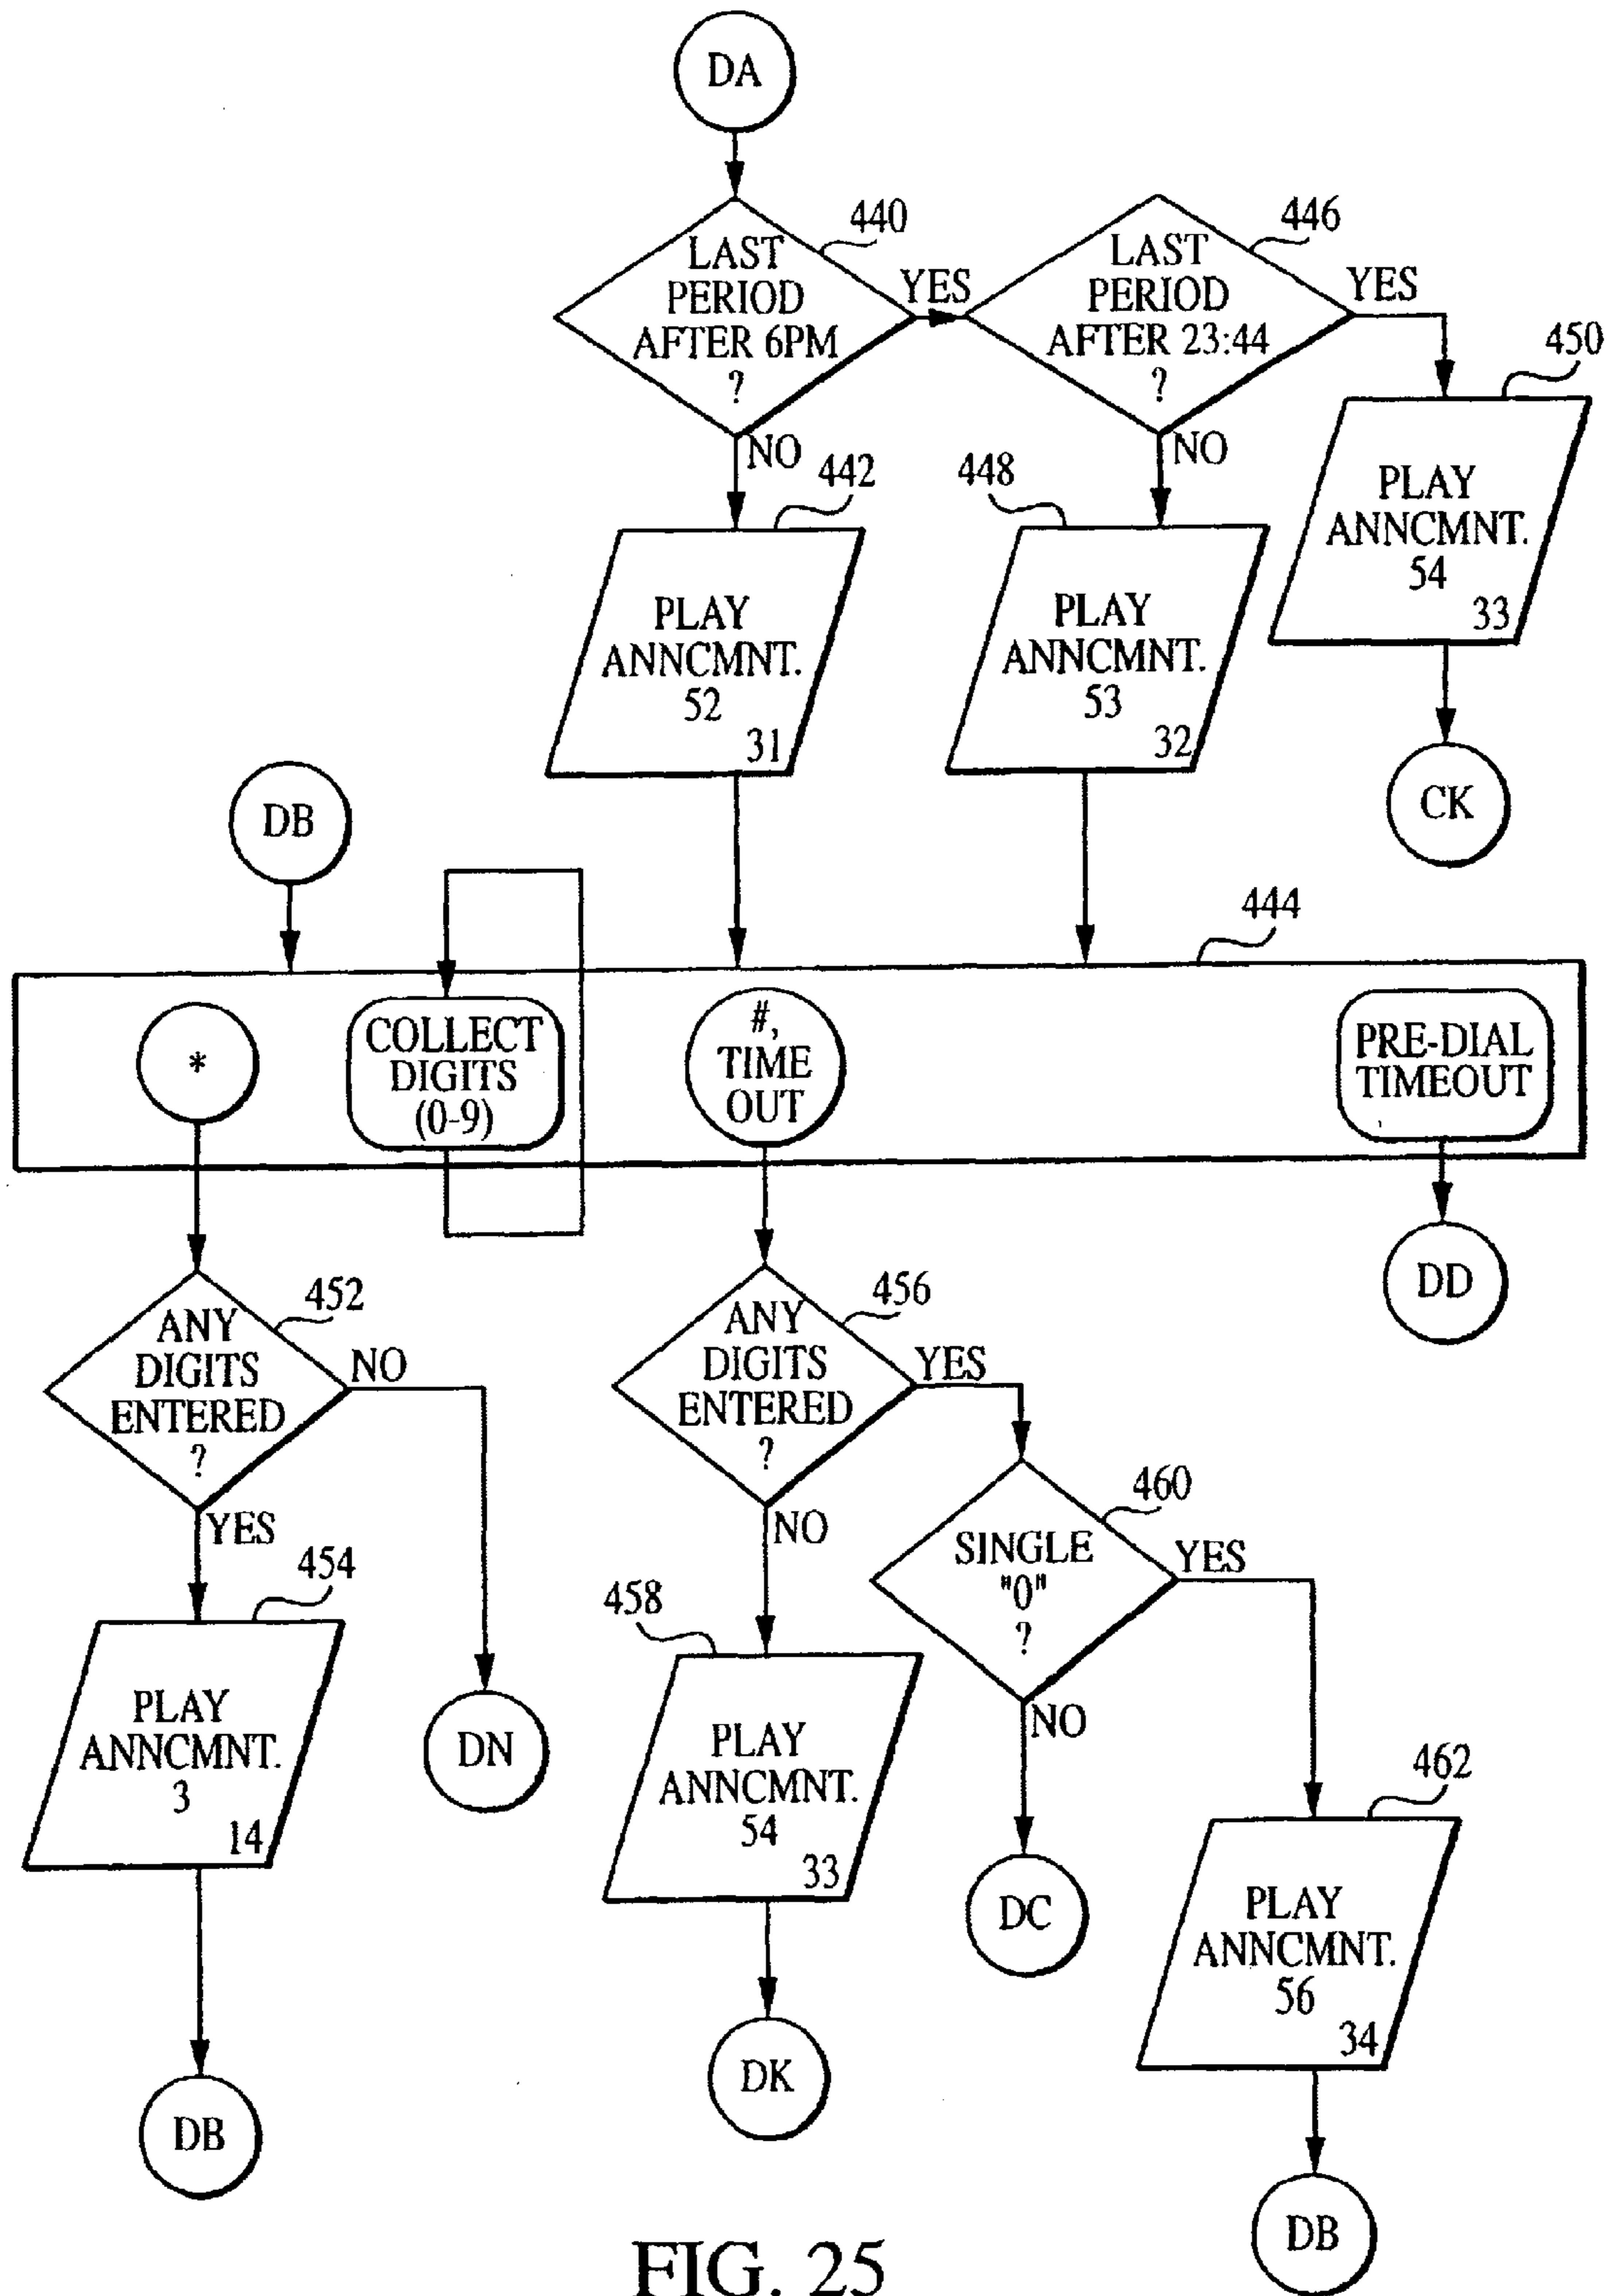 DA
440
LAST
PERIOD
AFTER 6PM
?
YES
NO
446
LAST
PERIOD
AFTER 23:44
?
YES
NO
450
PLAY
ANNCMNT.
54
33
442
PLAY
ANNCMNT.
52
31
448
PLAY
ANNCMNT.
53
32
CK
DB
444
*
COLLECT
DIGITS
(0-9)
#,
TIME
OUT
PRE-DIAL
TIMEOUT
DD
452
ANY
DIGITS
ENTERED
?
NO
YES
456
ANY
DIGITS
ENTERED
?
YES
NO
460
SINGLE
"0"
?
YES
NO
454
PLAY
ANNCMNT.
3
14
DN
458
PLAY
ANNCMNT.
54
33
DC
462
PLAY
ANNCMNT.
56
34
DB
DK
DB
FIG. 25